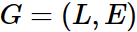 G = (L, E)